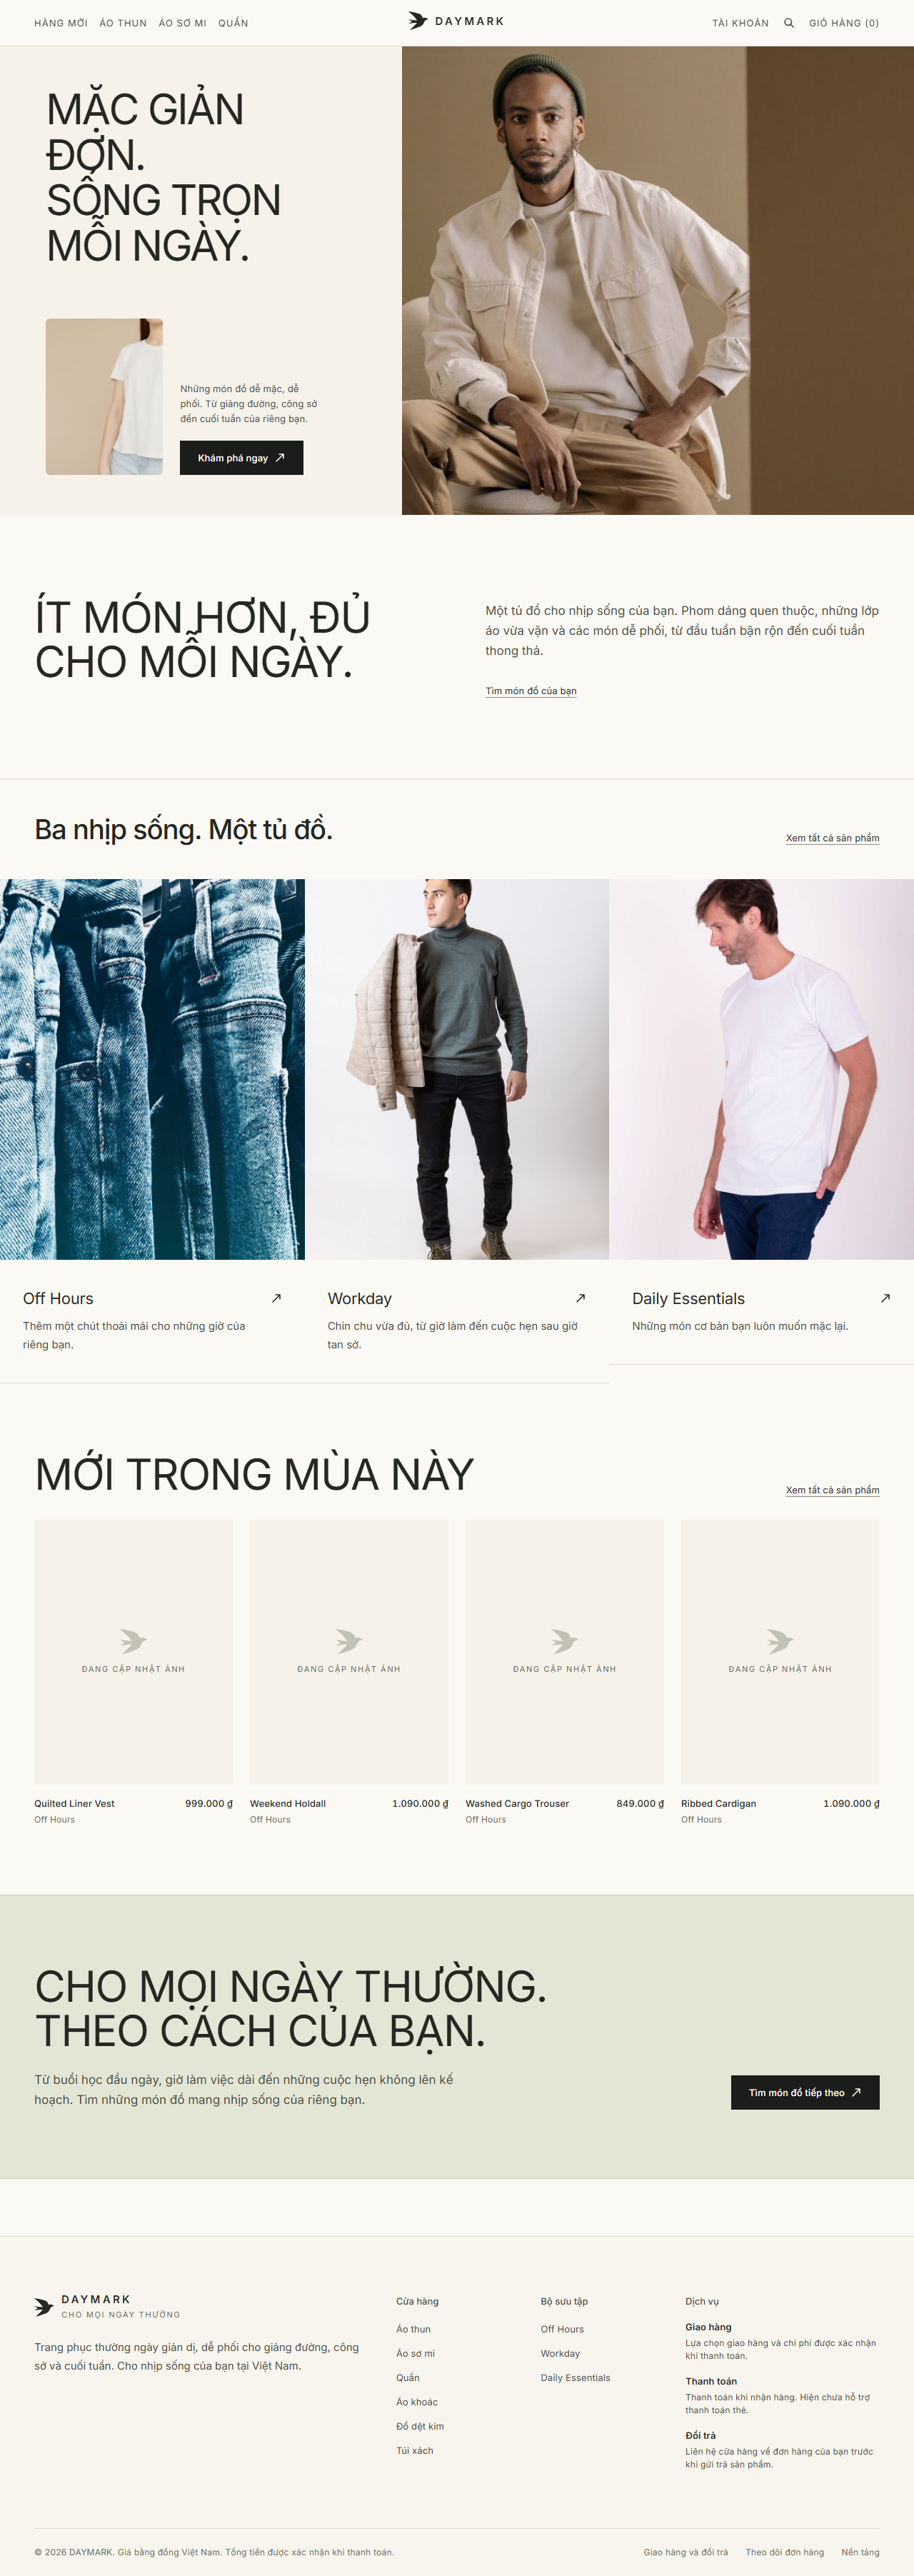 HÀNG MỚI ÁO THUN ÁO SƠ MI QUẦN
DAYMARK
TÀI KHOẢN GIỎ HÀNG (0)
MẶC GIẢN
ĐƠN.
SỐNG TRỌN
MỖI NGÀY.
Những món đồ dễ mặc, dễ
phối. Từ giảng đường, công sở
đến cuối tuần của riêng bạn.
Khám phá ngay
ÍT MÓN HƠN, ĐỦ
CHO MỖI NGÀY.
Một tủ đồ cho nhịp sống của bạn. Phom dáng quen thuộc, những lớp
áo vừa vặn và các món dễ phối, từ đầu tuần bận rộn đến cuối tuần
thong thả.
Tìm món đồ của bạn
Ba nhịp sống. Một tủ đồ.
Xem tất cả sản phẩm
Off Hours
Thêm một chút thoải mái cho những giờ của
riêng bạn.
Workday
Chỉn chu vừa đủ, từ giờ làm đến cuộc hẹn sau giờ
tan sở.
Daily Essentials
Những món cơ bản bạn luôn muốn mặc lại.
MỚI TRONG MÙA NÀY
Xem tất cả sản phẩm
ĐANG CẬP NHẬT ẢNH
ĐANG CẬP NHẬT ẢNH
ĐANG CẬP NHẬT ẢNH
ĐANG CẬP NHẬT ẢNH
Quilted Liner Vest 999.000 ₫
Off Hours
Weekend Holdall 1.090.000 ₫
Off Hours
Washed Cargo Trouser 849.000 ₫
Off Hours
Ribbed Cardigan 1.090.000 ₫
Off Hours
CHO MỌI NGÀY THƯỜNG.
THEO CÁCH CỦA BẠN.
Từ buổi học đầu ngày, giờ làm việc dài đến những cuộc hẹn không lên kế
hoạch. Tìm những món đồ mang nhịp sống của riêng bạn.
Tìm món đồ tiếp theo
DAYMARK
CHO MỌI NGÀY THƯỜNG
Trang phục thường ngày giản dị, dễ phối cho giảng đường, công
sở và cuối tuần. Cho nhịp sống của bạn tại Việt Nam.
Cửa hàng
Áo thun
Áo sơ mi
Quần
Áo khoác
Đồ dệt kim
Túi xách
Bộ sưu tập
Off Hours
Workday
Daily Essentials
Dịch vụ
Giao hàng
Lựa chọn giao hàng và chi phí được xác nhận
khi thanh toán.
Thanh toán
Thanh toán khi nhận hàng. Hiện chưa hỗ trợ
thanh toán thẻ.
Đổi trả
Liên hệ cửa hàng về đơn hàng của bạn trước
khi gửi trả sản phẩm.
© 2026 DAYMARK. Giá bằng đồng Việt Nam. Tổng tiền được xác nhận khi thanh toán.
Giao hàng và đổi trả Theo dõi đơn hàng Nền tảng